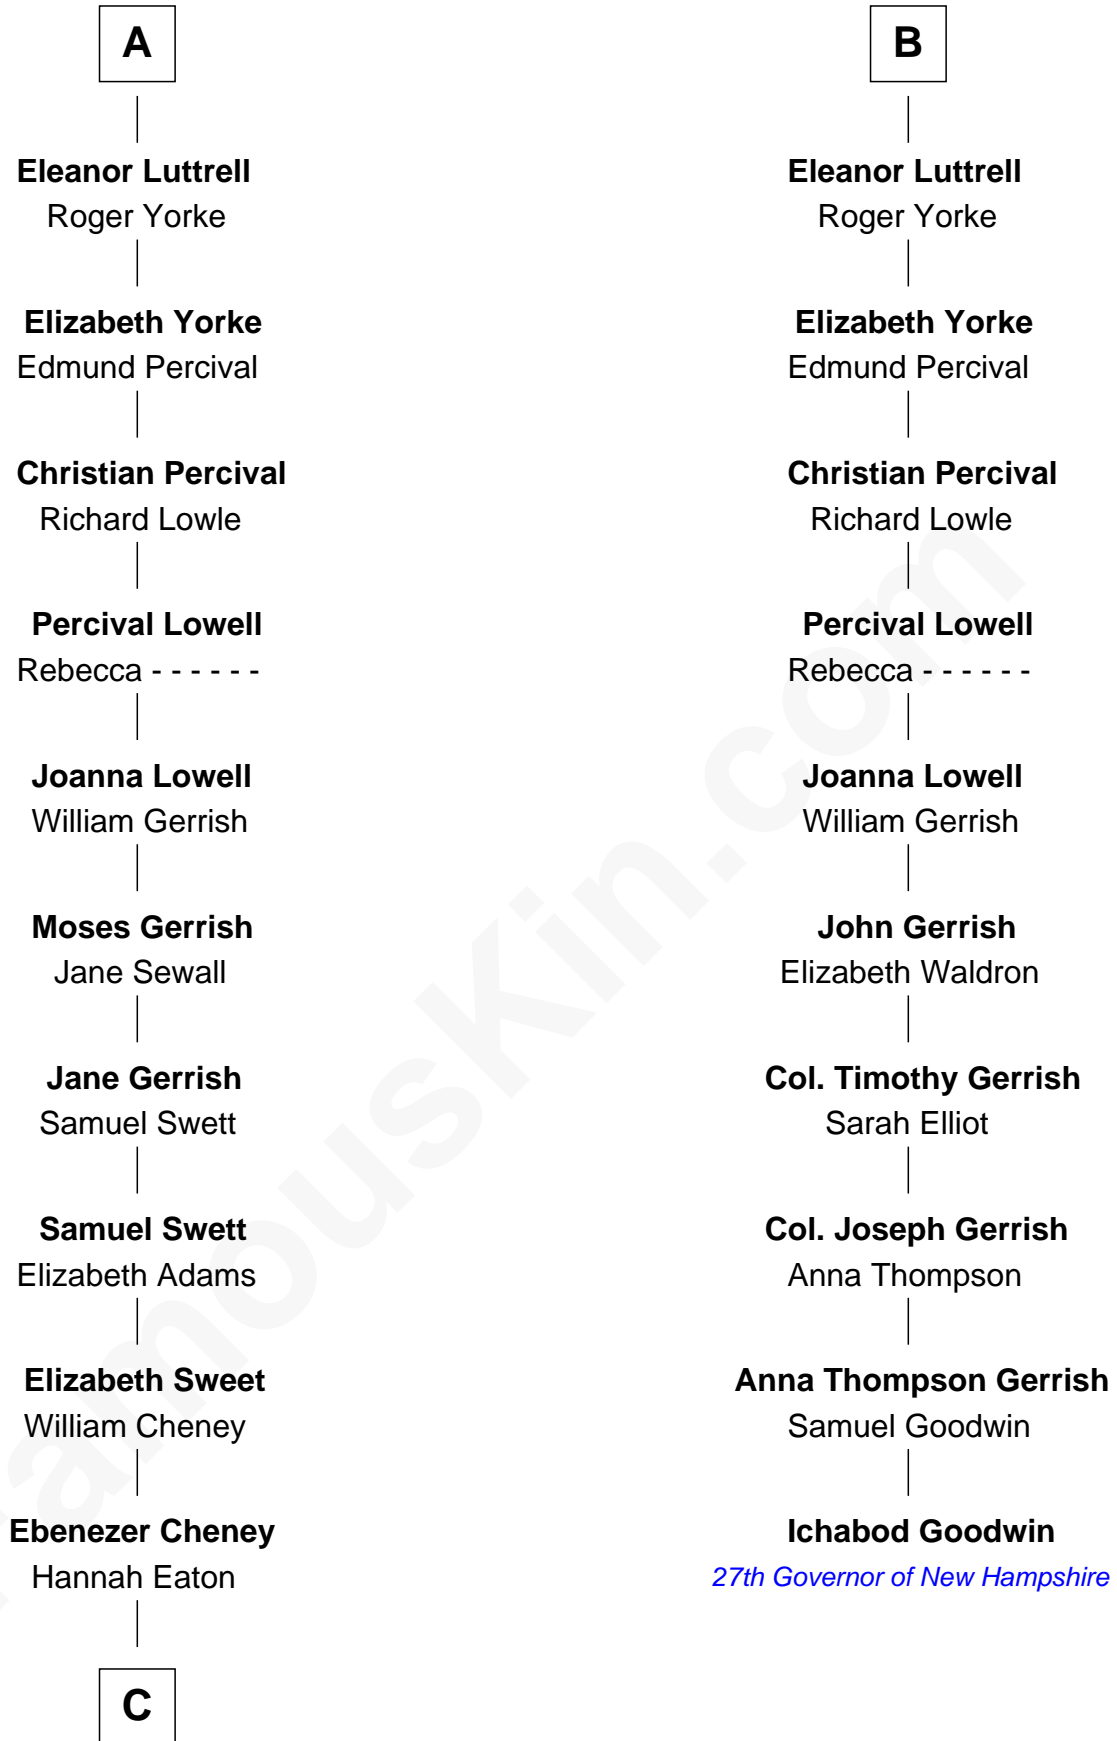 A
Eleanor Luttrell
Roger Yorke
Elizabeth Yorke
Edmund Percival
Christian Percival
Richard Lowle
Percival Lowell
Rebecca - - - - - -
Joanna Lowell
William Gerrish
Moses Gerrish
Jane Sewall
Jane Gerrish
Samuel Swett
Samuel Swett
Elizabeth Adams
Elizabeth Sweet
William Cheney
Ebenezer Cheney
Hannah Eaton
C
B
Eleanor Luttrell
Roger Yorke
Elizabeth Yorke
Edmund Percival
Christian Percival
Richard Lowle
Percival Lowell
Rebecca - - - - - -
Joanna Lowell
William Gerrish
John Gerrish
Elizabeth Waldron
Col. Timothy Gerrish
Sarah Elliot
Col. Joseph Gerrish
Anna Thompson
Anna Thompson Gerrish
Samuel Goodwin
Ichabod Goodwin
27th Governor of New Hampshire
FamousKin.com